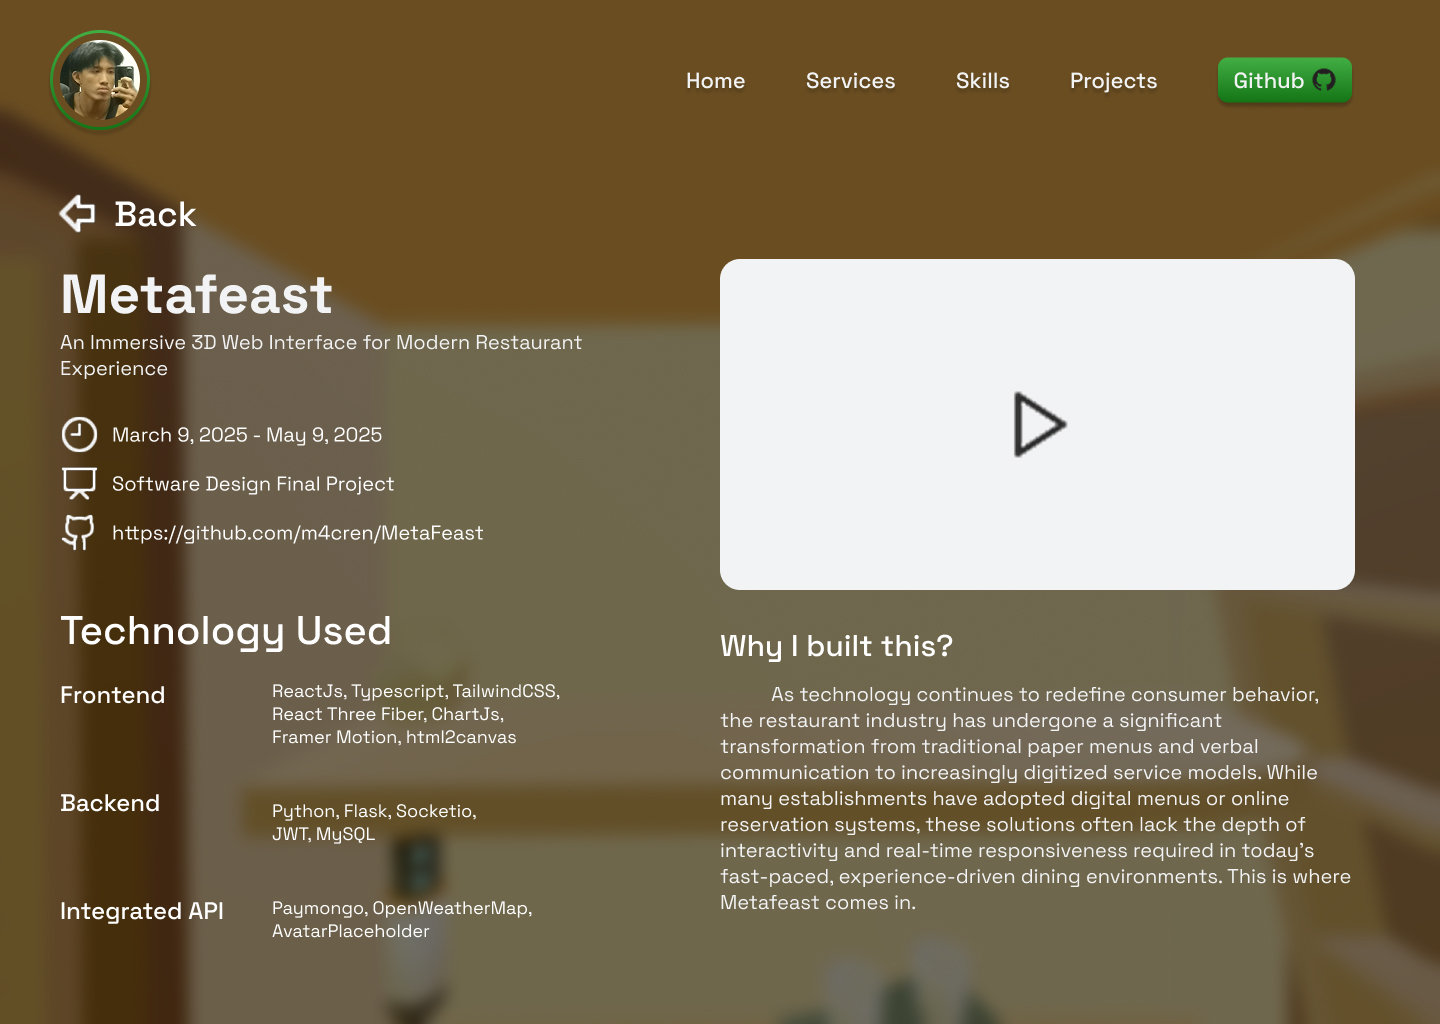 Home
Services
Skills
Projects
Github
Back
Metafeast
An Immersive 3D Web Interface for Modern Restaurant
Experience
March 9, 2025 - May 9, 2025
Software Design Final Project
https://github.com/m4cren/MetaFeast
Technology Used
Frontend
ReactJs, Typescript, TailwindCSS,
React Three Fiber, ChartJs,
Framer Motion, html2canvas
Backend
Python, Flask, Socketio,
JWT, MySQL
Integrated API
Paymongo, OpenWeatherMap,
AvatarPlaceholder
Why I built this?
As technology continues to redefine consumer behavior,
the restaurant industry has undergone a significant
transformation from traditional paper menus and verbal
communication to increasingly digitized service models. While
many establishments have adopted digital menus or online
reservation systems, these solutions often lack the depth of
interactivity and real-time responsiveness required in today's
fast-paced, experience-driven dining environments. This is where
Metafeast comes in.